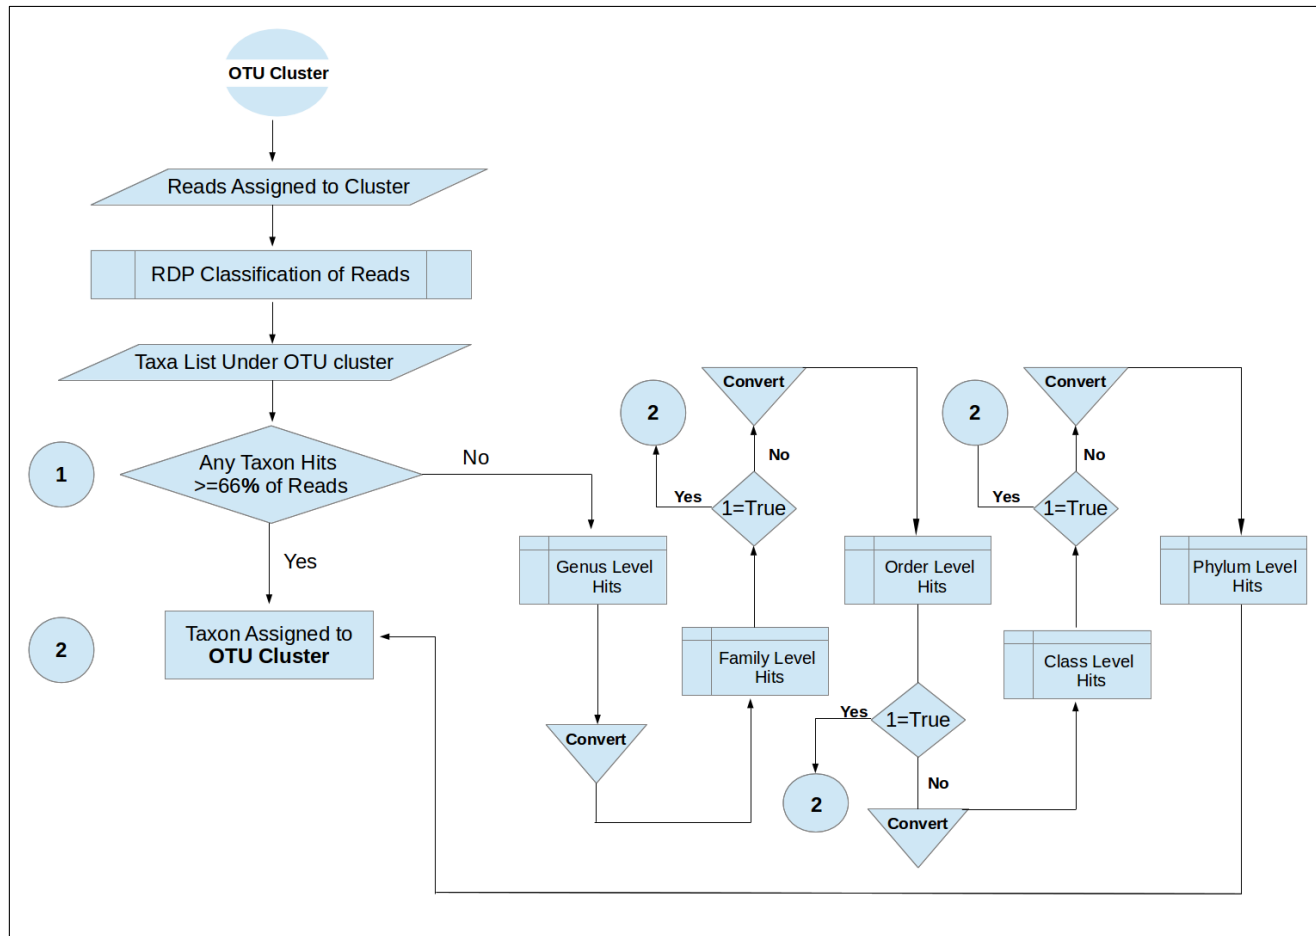 OTU Cluster
Reads Assigned to Cluster
RDP Classification of Reads
Taxa List Under OTU cluster
1
Any Taxon Hits
>=66% of Reads
No
Yes
2
Taxon Assigned to
OTU Cluster
Genus Level
Hits
Convert
Family Level
Hits
1=True
Yes
2
No
Convert
Order Level
Hits
1=True
Yes
2
No
Convert
Class Level
Hits
1=True
Yes
2
No
Convert
Phylum Level
Hits